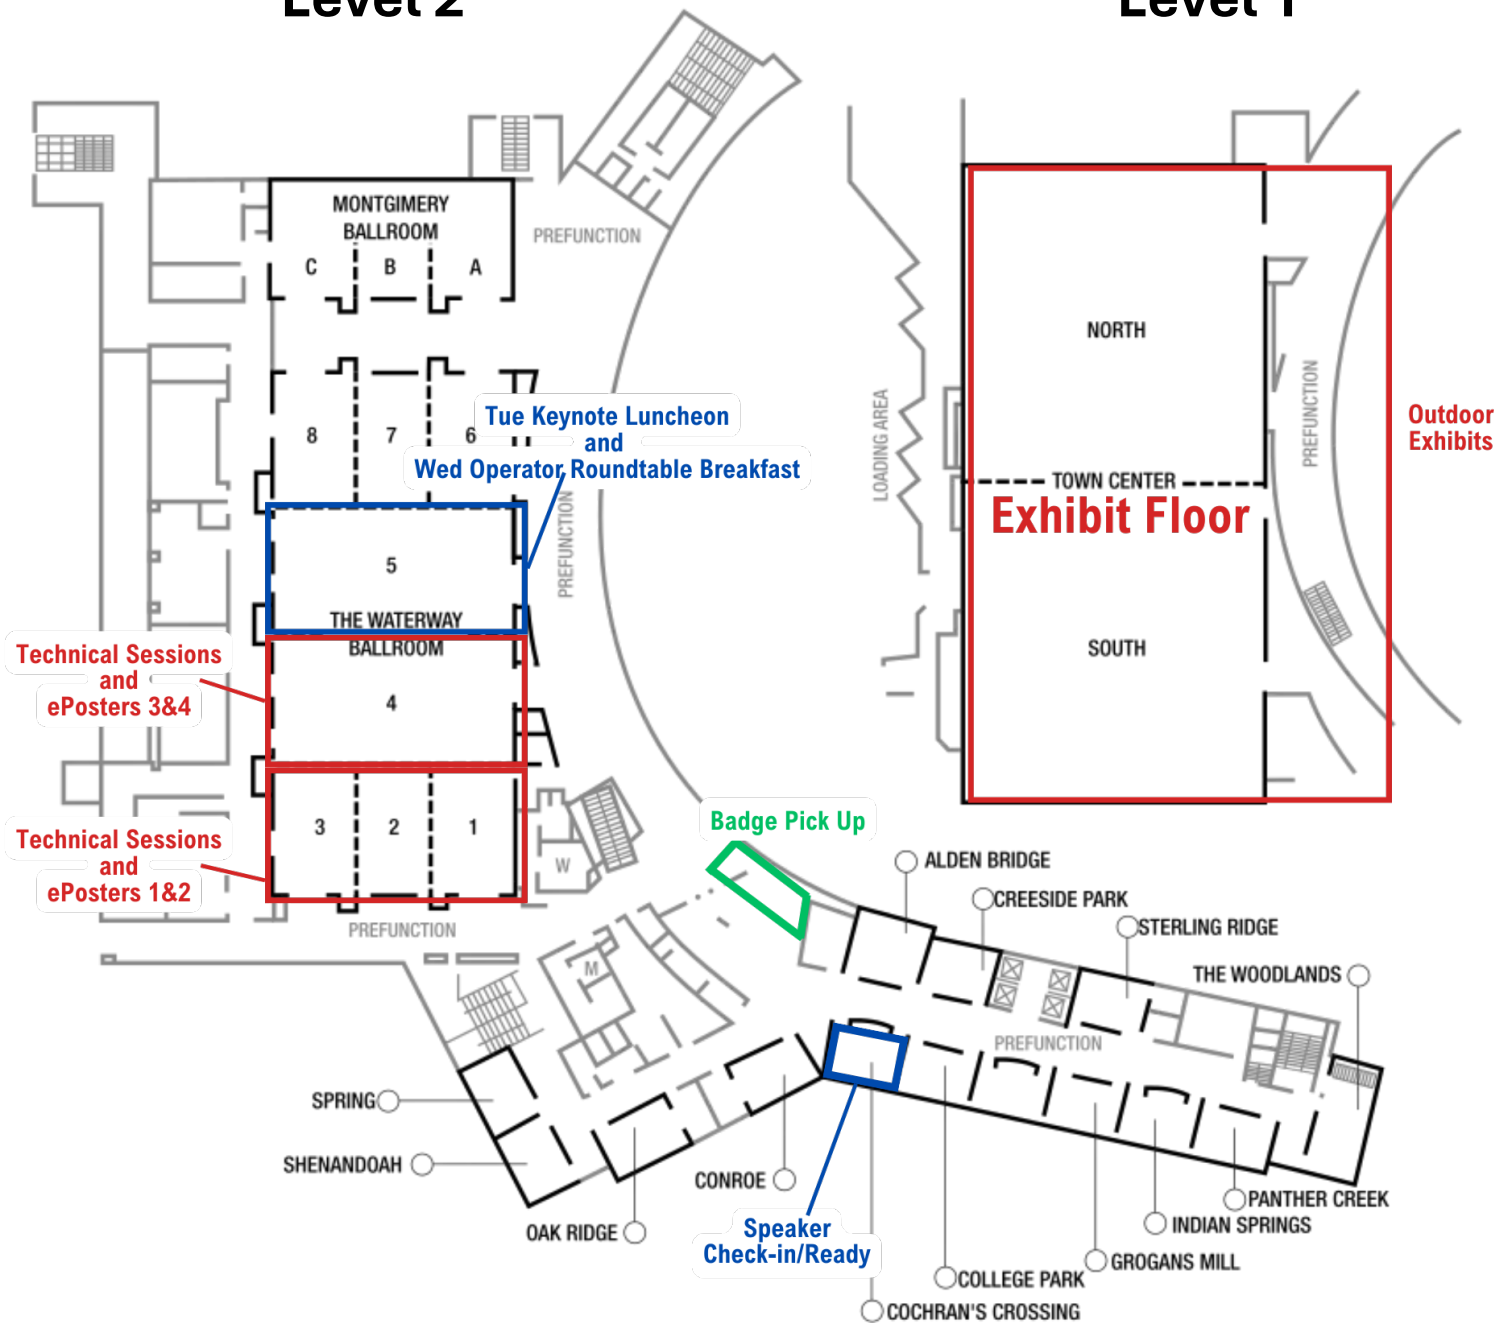 Level 2
Level 1
MONTGIMERY
BALLROOM
C
B
A
PREFUNCTION
8
7
6
Tue Keynote Luncheon
and
Wed Operator Roundtable Breakfast
PREFUNCTION
5
THE WATERWAY
BALLROOM
4
Technical Sessions
and
ePosters 3&4
3
2
1
Technical Sessions
and
ePosters 1&2
W
PREFUNCTION
M
NORTH
LOADING AREA
PREFUNCTION
Outdoor
Exhibits
TOWN CENTER
Exhibit Floor
SOUTH
Badge Pick Up
ALDEN BRIDGE
CREESIDE PARK
STERLING RIDGE
THE WOODLANDS
PREFUNCTION
SPRING
SHENANDOAH
OAK RIDGE
CONROE
Speaker
Check-in/Ready
PANTHER CREEK
INDIAN SPRINGS
GROGANS MILL
COLLEGE PARK
COCHRAN'S CROSSING